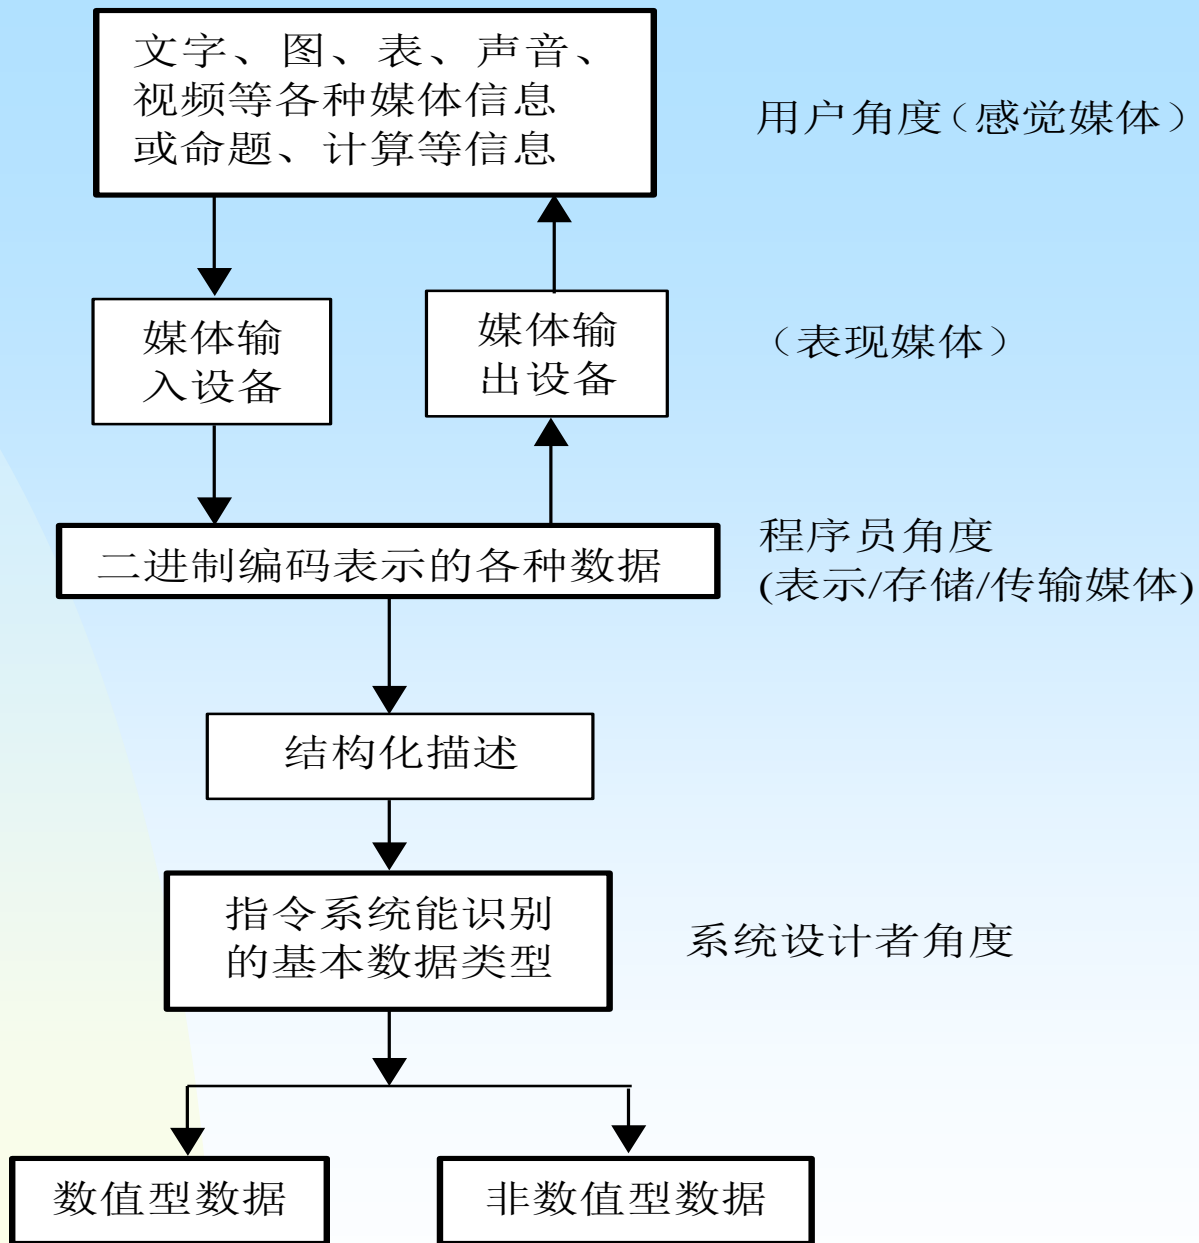 文字、图、表、声音、
视频等各种媒体信息
或命题、计算等信息
用户角度（感觉媒体）
媒体输
入设备
媒体输
出设备
（表现媒体）
二进制编码表示的各种数据
程序员角度
(表示/存储/传输媒体)
结构化描述
指令系统能识别
的基本数据类型
系统设计者角度
数值型数据
非数值型数据